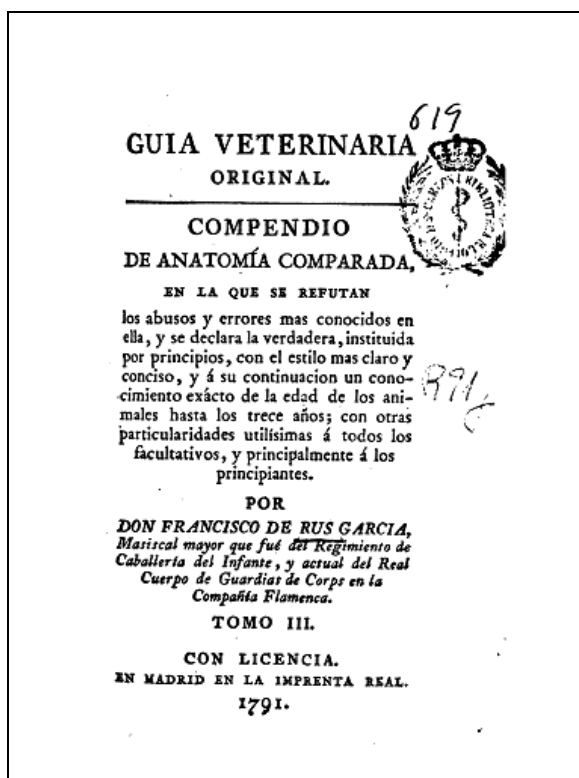 619
GUIA VETERINARIA
ORIGINAL.
COMPENDIO
DE ANATOMÍA COMPARADA,
EN LA QUE SE REFUTAN
los abusos y errores mas conocidos en
ella, y se declara la verdadera, instituida
por principios, con el estilo mas claro y
conciso, y á su continuacion un cono-
cimiento exácto de la edad de los ani-
males hasta los trece años; con otras
particularidades utilísimas á todos los
facultativos, y principalmente á los
principiantes.
POR
DON FRANCISCO DE RUS GARCIA,
Mariscal mayor que fué del Regimiento de
Caballería del Infante, y actual del Real
Cuerpo de Guardias de Corps en la
Compañía Flamenca.
TOMO III.
CON LICENCIA.
EN MADRID EN LA IMPRENTA REAL.
1791.